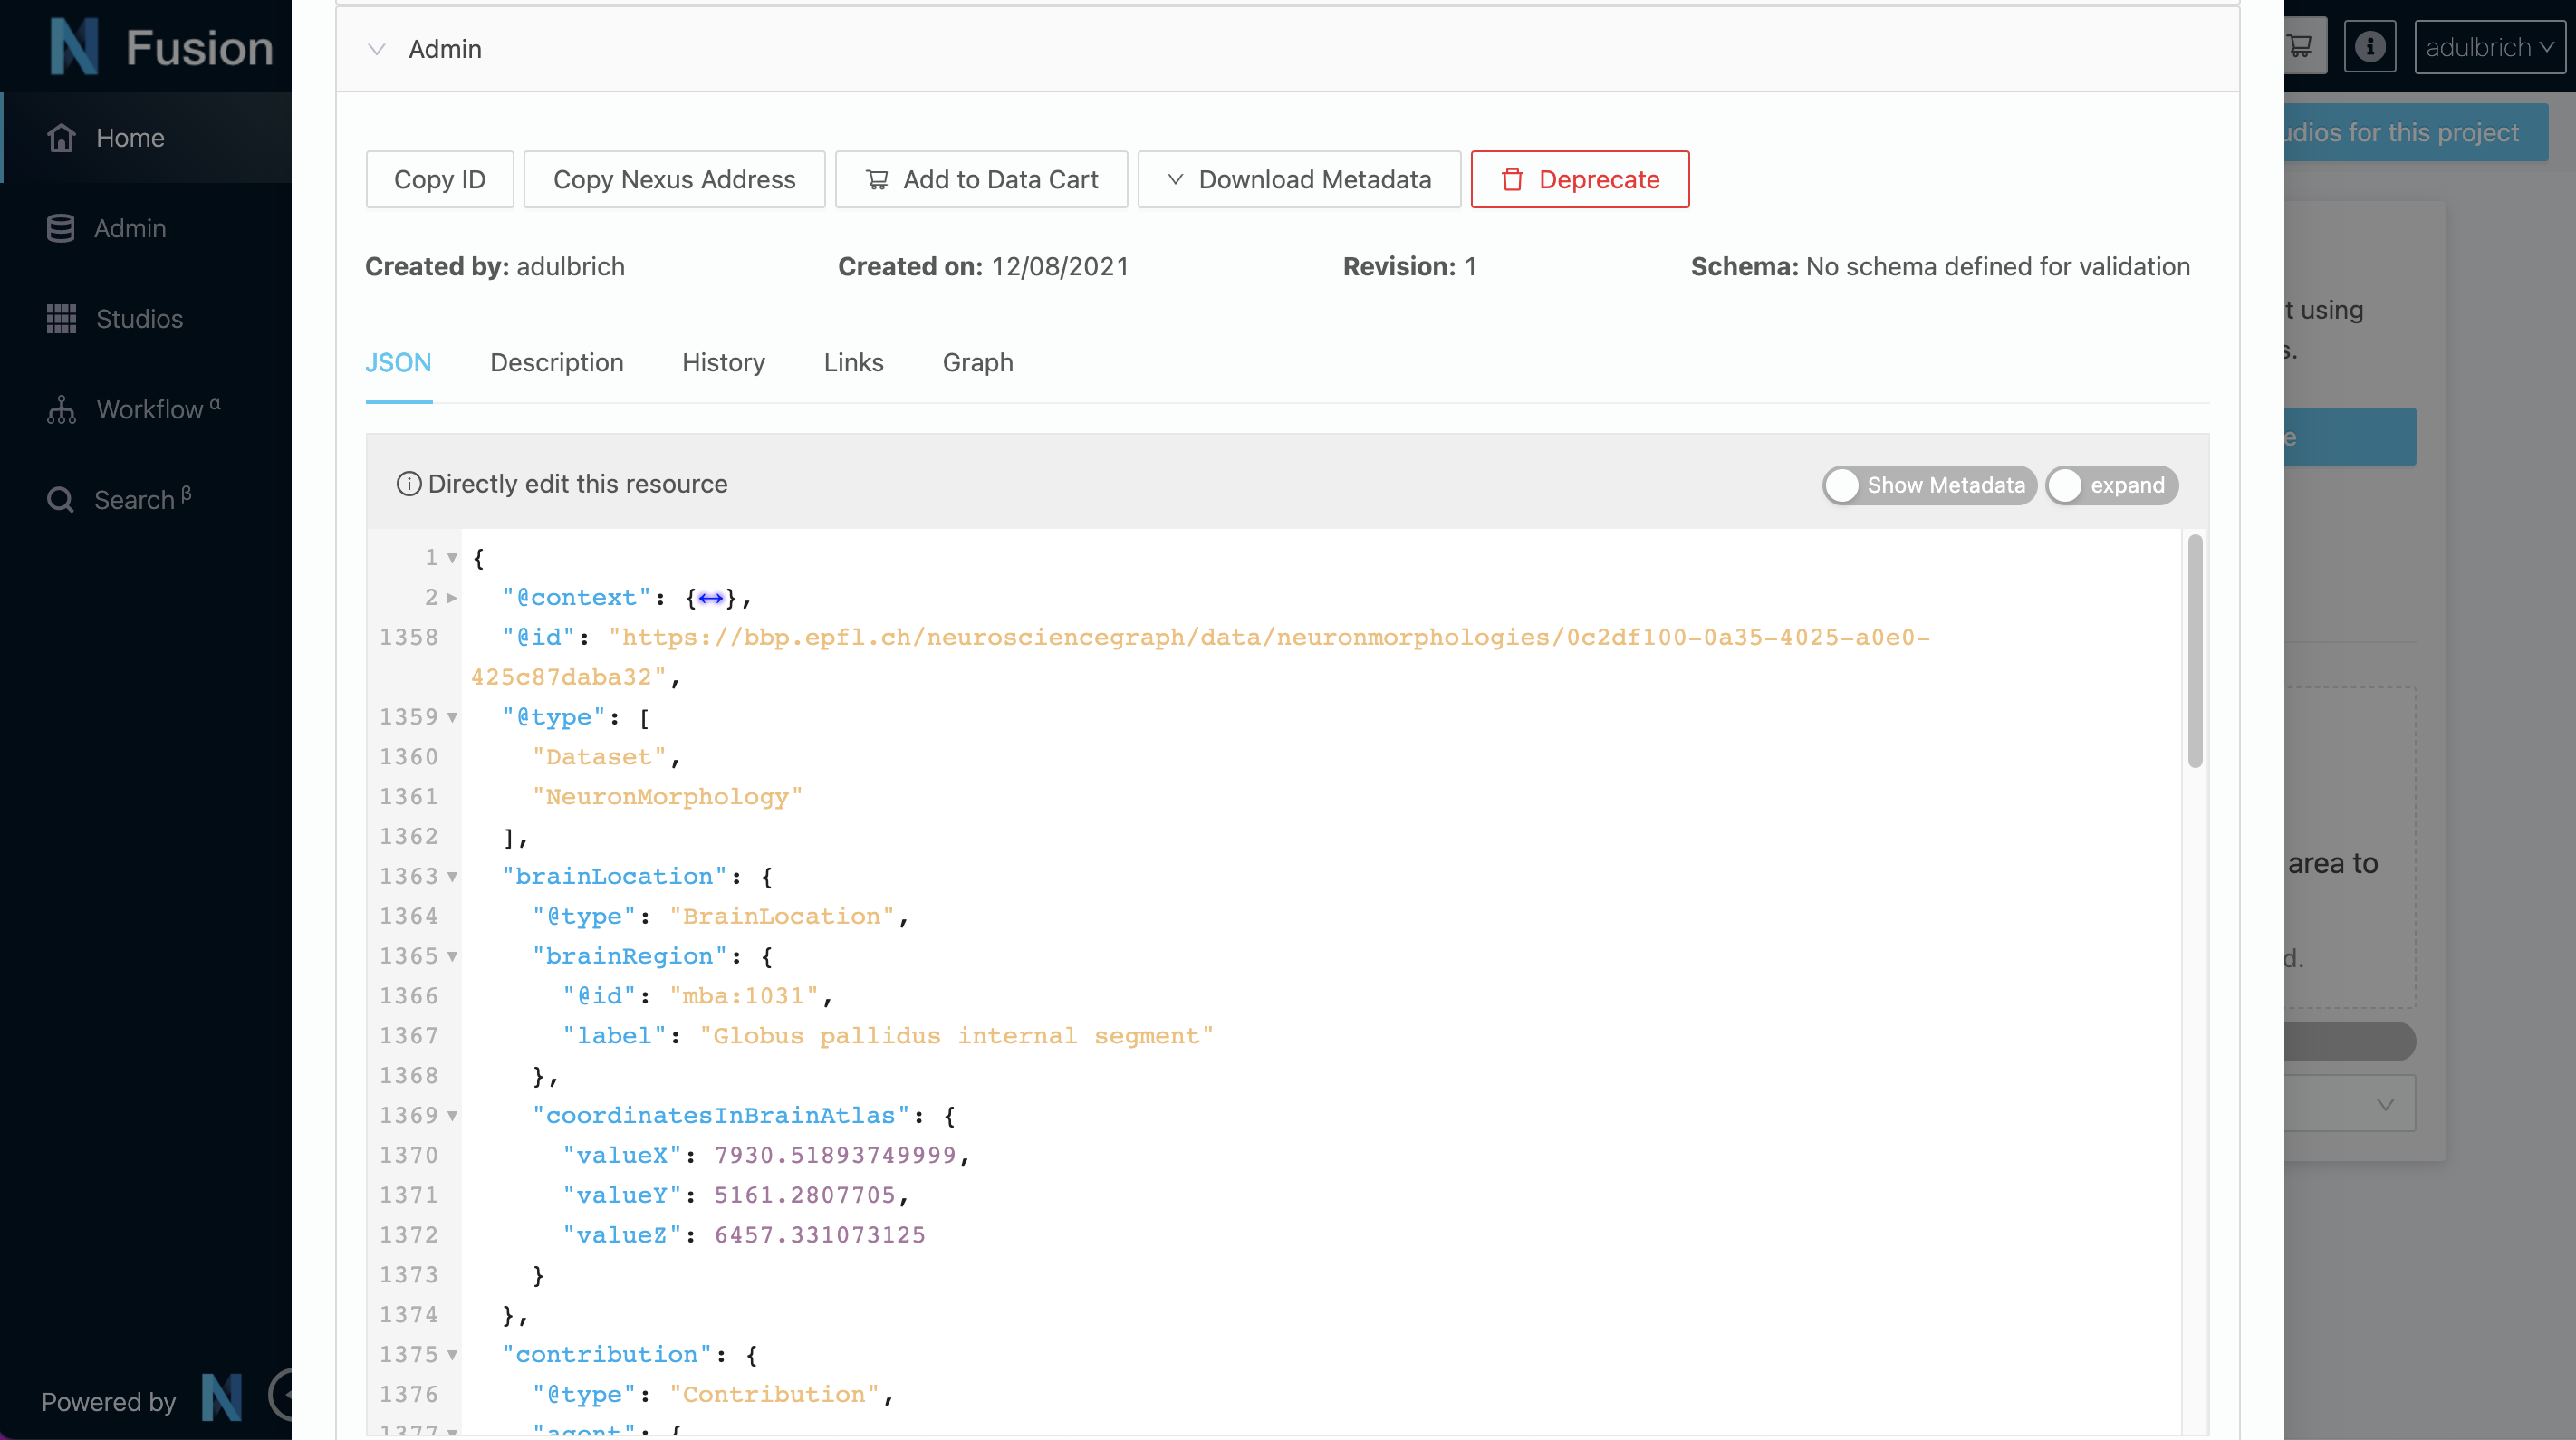 Fusion
Home
Admin
Studios
Workflow α
Search β
Powered by
Admin
Copy ID
Copy Nexus Address
Add to Data Cart
Download Metadata
Deprecate
Created by: adulbrich
Created on: 12/08/2021
Revision: 1
Schema: No schema defined for validation
JSON
Description
History
Links
Graph
Directly edit this resource
Show Metadata
expand
1 {
2 "@context": {↔},
1358 "@id": "https://bbp.epfl.ch/neurosciencegraph/data/neuronmorphologies/0c2df100-0a35-4025-a0e0-
425c87daba32",
1359 "@type": [
1360 "Dataset",
1361 "NeuronMorphology"
1362 ],
1363 "brainLocation": {
1364 "@type": "BrainLocation",
1365 "brainRegion": {
1366 "@id": "mba:1031",
1367 "label": "Globus pallidus internal segment"
1368 },
1369 "coordinatesInBrainAtlas": {
1370 "valueX": 7930.51893749999,
1371 "valueY": 5161.2807705,
1372 "valueZ": 6457.331073125
1373 }
1374 },
1375 "contribution": {
1376 "@type": "Contribution",
1377 "agent": {
adulbrich
for this project
using
area to